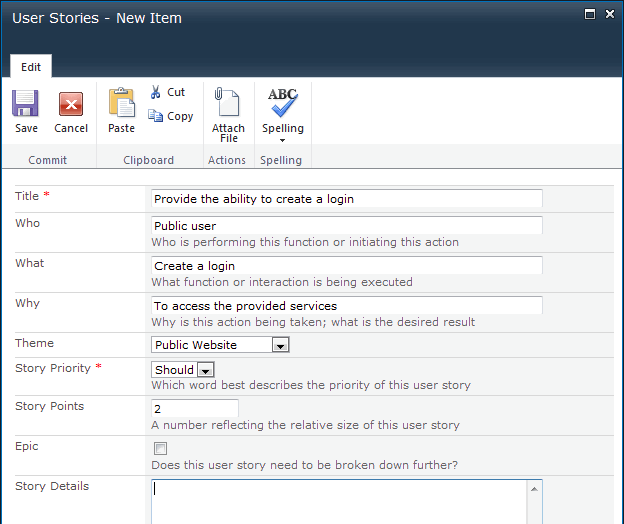 User Stories - New Item
Edit
Save
Cancel
Paste
Cut
Copy
Attach
File
ABC
Spelling
Commit
Clipboard
Actions
Spelling
Title *
Provide the ability to create a login
Who
Public user
Who is performing this function or initiating this action
What
Create a login
What function or interaction is being executed
Why
To access the provided services
Why is this action being taken; what is the desired result
Theme
Public Website
Story Priority *
Should
Which word best describes the priority of this user story
Story Points
2
A number reflecting the relative size of this user story
Epic
Does this user story need to be broken down further?
Story Details